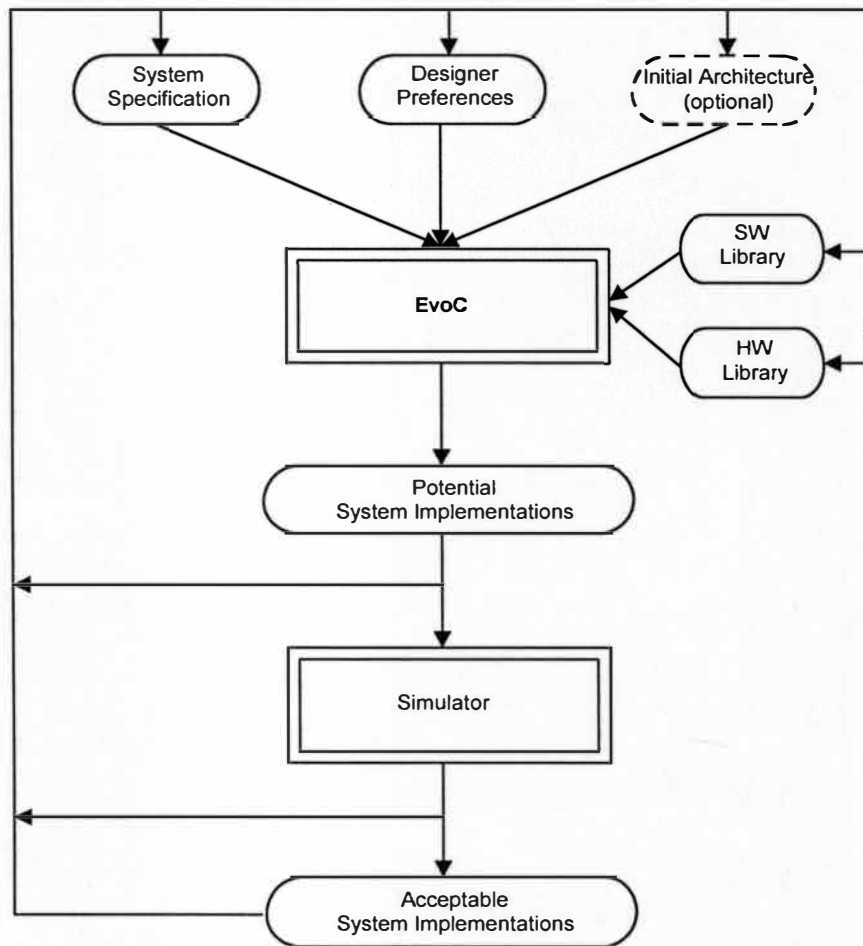 System
Specification
Designer
Preferences
Initial Architecture
(optional)
SW
Library
HW
Library
EvoC
Potential
System Implementations
Simulator
Acceptable
System Implementations